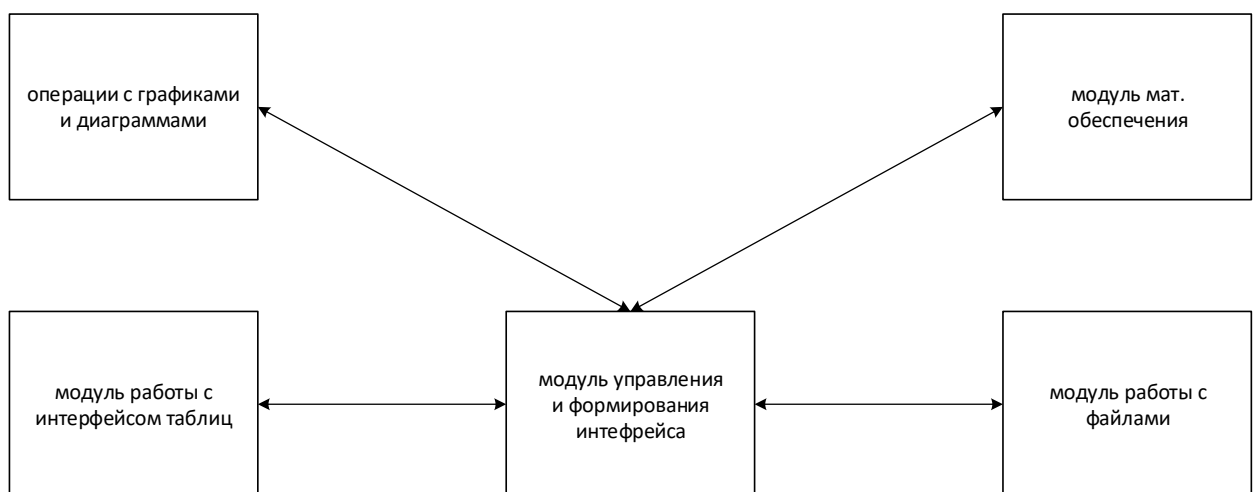 операции с графиками
и диаграммами
модуль мат.
обеспечения
модуль работы с
интерфейсом таблиц
модуль управления
и формирования
интефрейса
модуль работы с
файлами